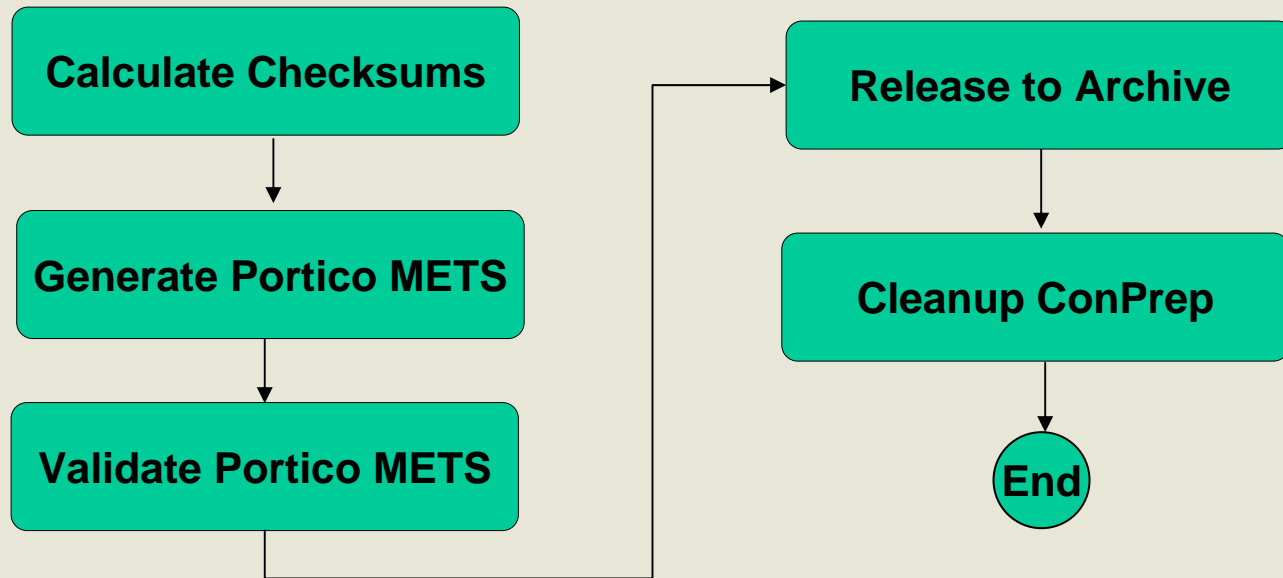 Calculate Checksums
Generate Portico METS
Validate Portico METS
Release to Archive
Cleanup ConPrep
End